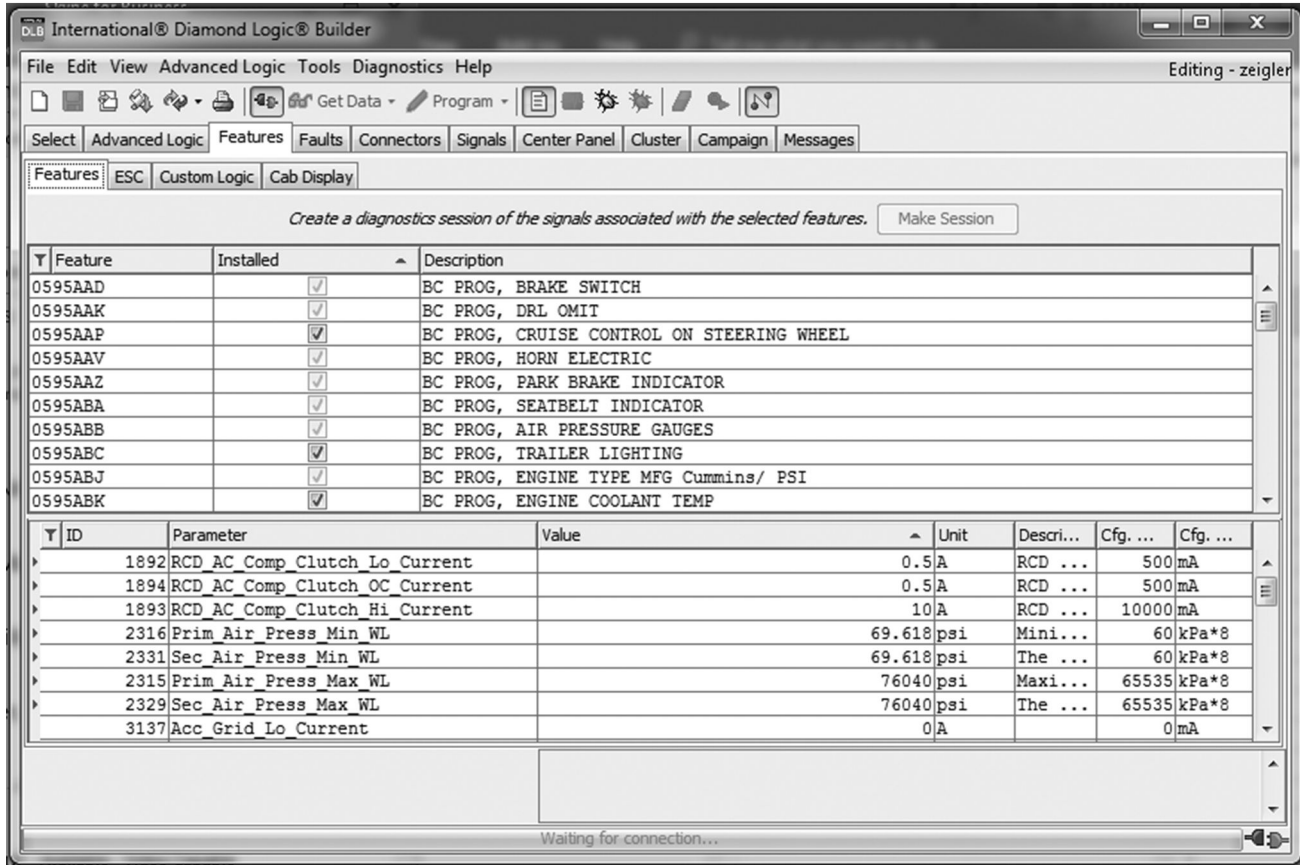 DLB International® Diamond Logic® Builder
File Edit View Advanced Logic Tools Diagnostics Help Editing - zeigler
Get Data Program
Select Advanced Logic Features Faults Connectors Signals Center Panel Cluster Campaign Messages
Features ESC Custom Logic Cab Display
Create a diagnostics session of the signals associated with the selected features. Make Session
Feature Installed Description
0595AAD BC PROG, BRAKE SWITCH
0595AAK BC PROG, DRL OMIT
0595AAP BC PROG, CRUISE CONTROL ON STEERING WHEEL
0595AAV BC PROG, HORN ELECTRIC
0595AAZ BC PROG, PARK BRAKE INDICATOR
0595ABA BC PROG, SEATBELT INDICATOR
0595ABB BC PROG, AIR PRESSURE GAUGES
0595ABC BC PROG, TRAILER LIGHTING
0595ABJ BC PROG, ENGINE TYPE MFG Cummins/ PSI
0595ABK BC PROG, ENGINE COOLANT TEMP
ID Parameter Value Unit Descri... Cfg. ... Cfg. ...
1892 RCD_AC_Comp_Clutch_Lo_Current 0.5 A RCD ... 500 mA
1894 RCD_AC_Comp_Clutch_OC_Current 0.5 A RCD ... 500 mA
1893 RCD_AC_Comp_Clutch_Hi_Current 10 A RCD ... 10000 mA
2316 Prim_Air_Press_Min_WL 69.618 psi Mini... 60 kPa*8
2331 Sec_Air_Press_Min_WL 69.618 psi The ... 60 kPa*8
2315 Prim_Air_Press_Max_WL 76040 psi Maxi... 65535 kPa*8
2329 Sec_Air_Press_Max_WL 76040 psi The ... 65535 kPa*8
3137 Acc_Grid_Lo_Current 0 A 0 mA
Waiting for connection...